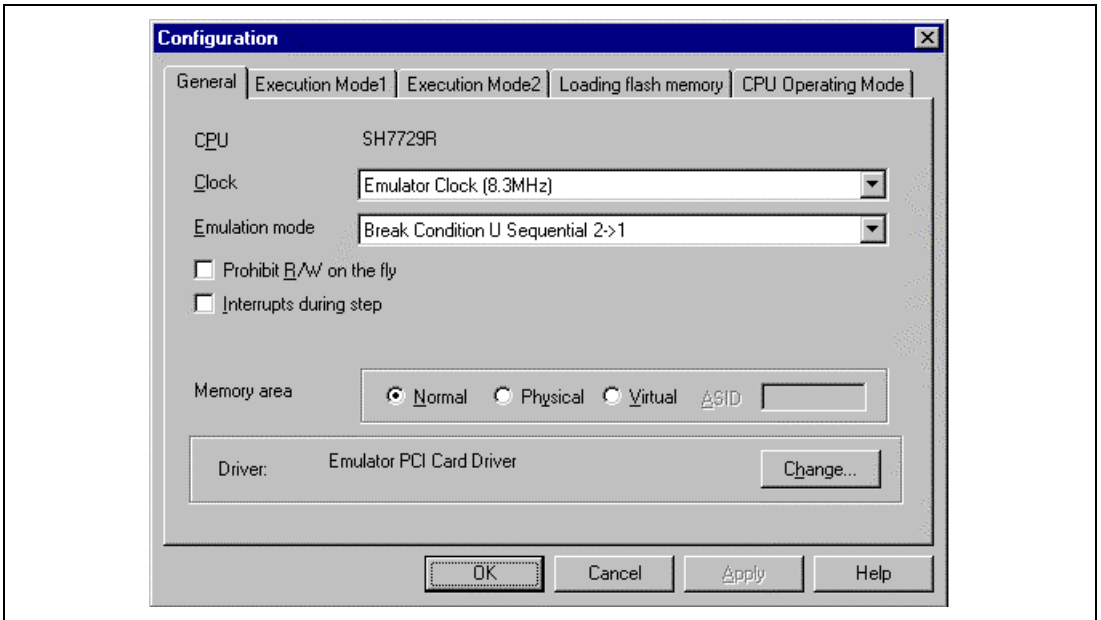 Configuration
General Execution Mode1 Execution Mode2 Loading flash memory CPU Operating Mode
CPU SH7729R
Clock Emulator Clock (8.3MHz)
Emulation mode Break Condition U Sequential 2->1
Prohibit R/W on the fly
Interrupts during step
Memory area Normal Physical Virtual ASID
Driver: Emulator PCI Card Driver Change...
OK Cancel Apply Help